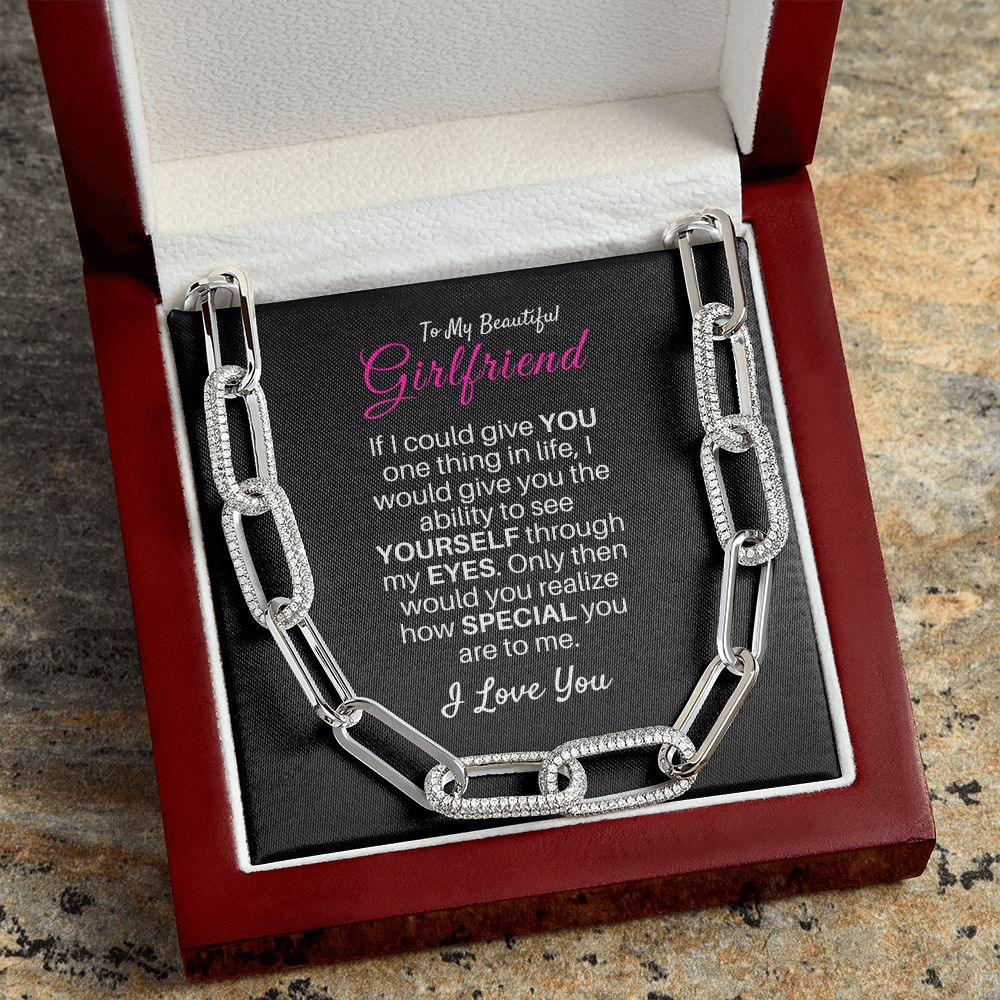 To My Beautiful
Girlfriend
If I could give YOU
one thing in life, I
would give you the
ability to see
YOURSELF through
my EYES. Only then
would you realize
how SPECIAL you
are to me.
I Love You